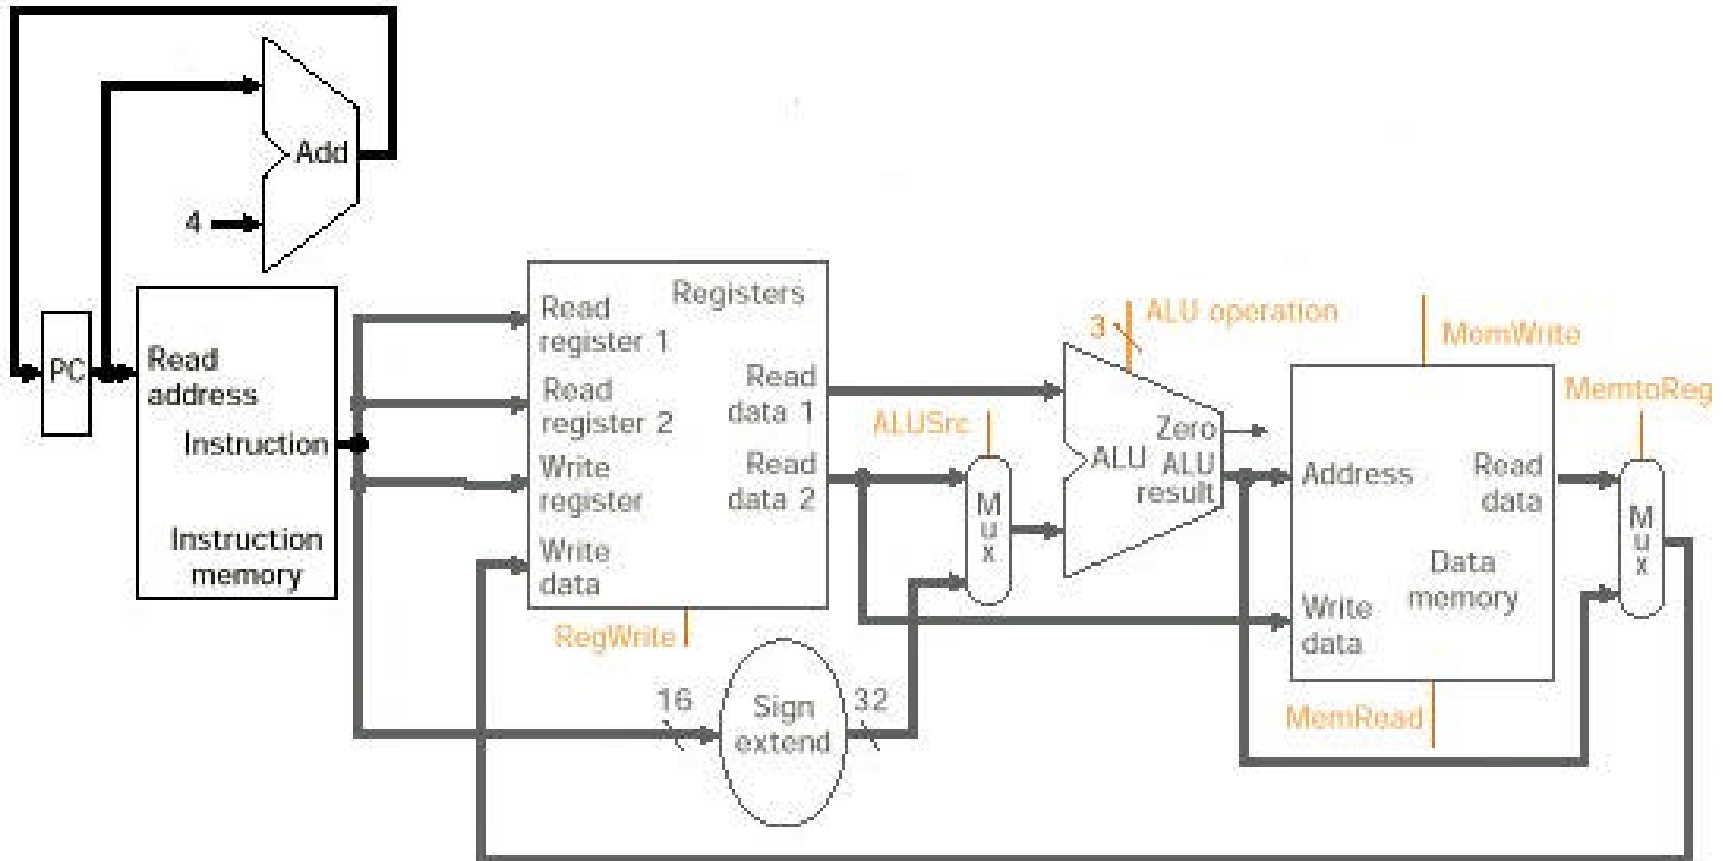 Add
4
PC
Read
address
Instruction
Instruction
memory
Registers
Read
register 1
Read
register 2
Write
register
Write
data
Read
data 1
Read
data 2
RegWrite
16
Sign
extend
32
ALUSrc
M
u
x
3
ALU operation
Zero
ALU
ALU
result
MemWrite
Address
Read
data
Data
memory
Write
data
MemRead
MemtoReg
M
u
x